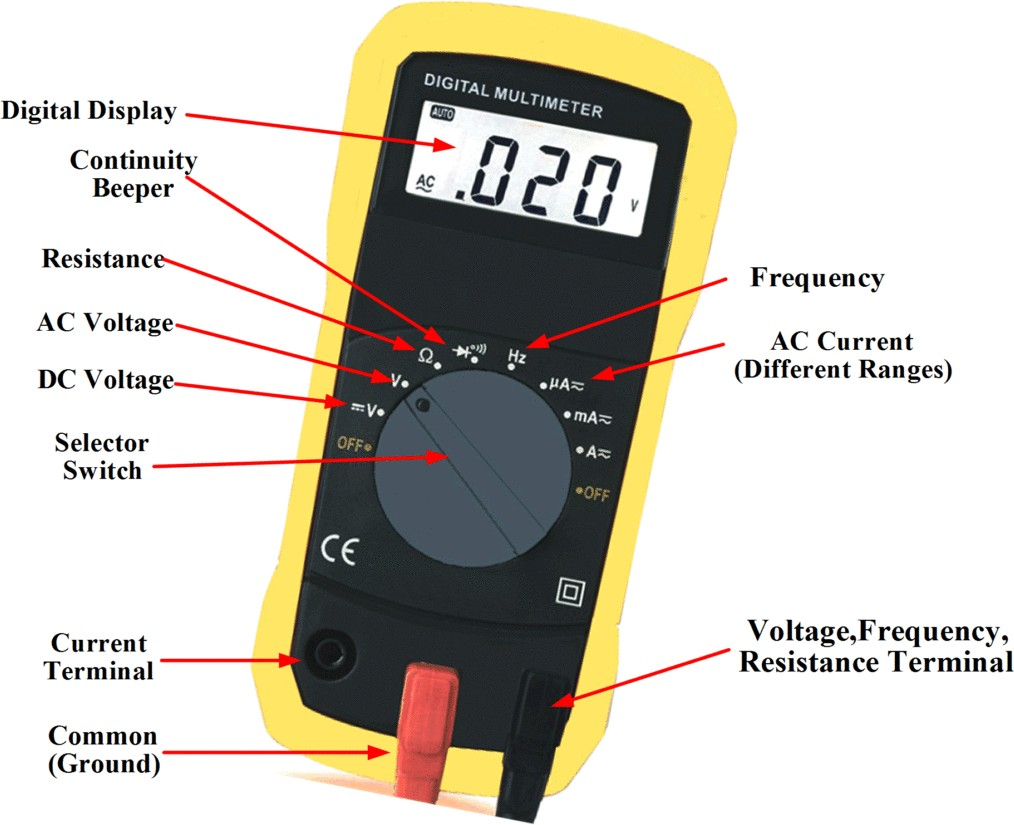 DIGITAL MULTIMETER
AUTO
AC
.020 V
Digital Display
Continuity
Beeper
Resistance
AC Voltage
DC Voltage
Selector
Switch
Current
Terminal
Common
(Ground)
Frequency
AC Current
(Different Ranges)
Voltage,Frequency,
Resistance Terminal
OFF
V
V
Ω
Hz
µA
mA
A
OFF
CE